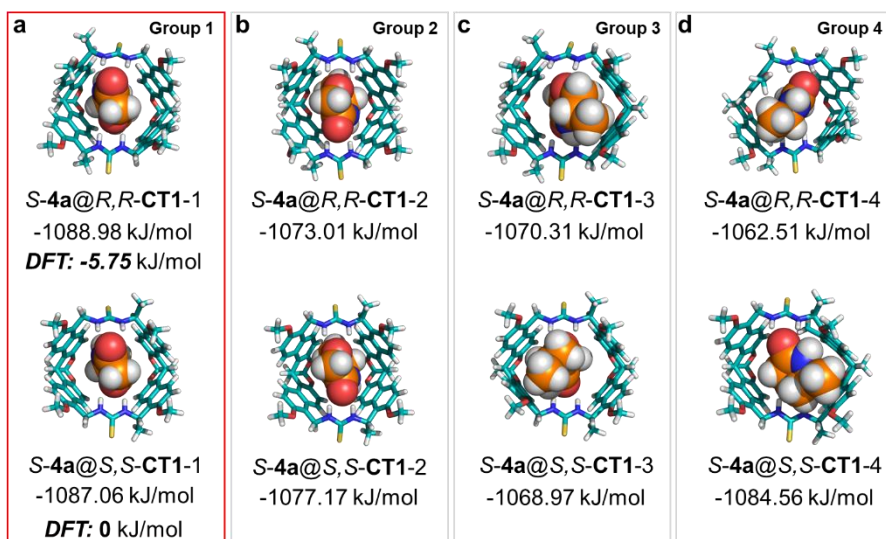 a Group 1
S-4a@R,R-CT1-1
-1088.98 kJ/mol
DFT: -5.75 kJ/mol
S-4a@S,S-CT1-1
-1087.06 kJ/mol
DFT: 0 kJ/mol
b Group 2
S-4a@R,R-CT1-2
-1073.01 kJ/mol
S-4a@S,S-CT1-2
-1077.17 kJ/mol
c Group 3
S-4a@R,R-CT1-3
-1070.31 kJ/mol
S-4a@S,S-CT1-3
-1068.97 kJ/mol
d Group 4
S-4a@R,R-CT1-4
-1062.51 kJ/mol
S-4a@S,S-CT1-4
-1084.56 kJ/mol